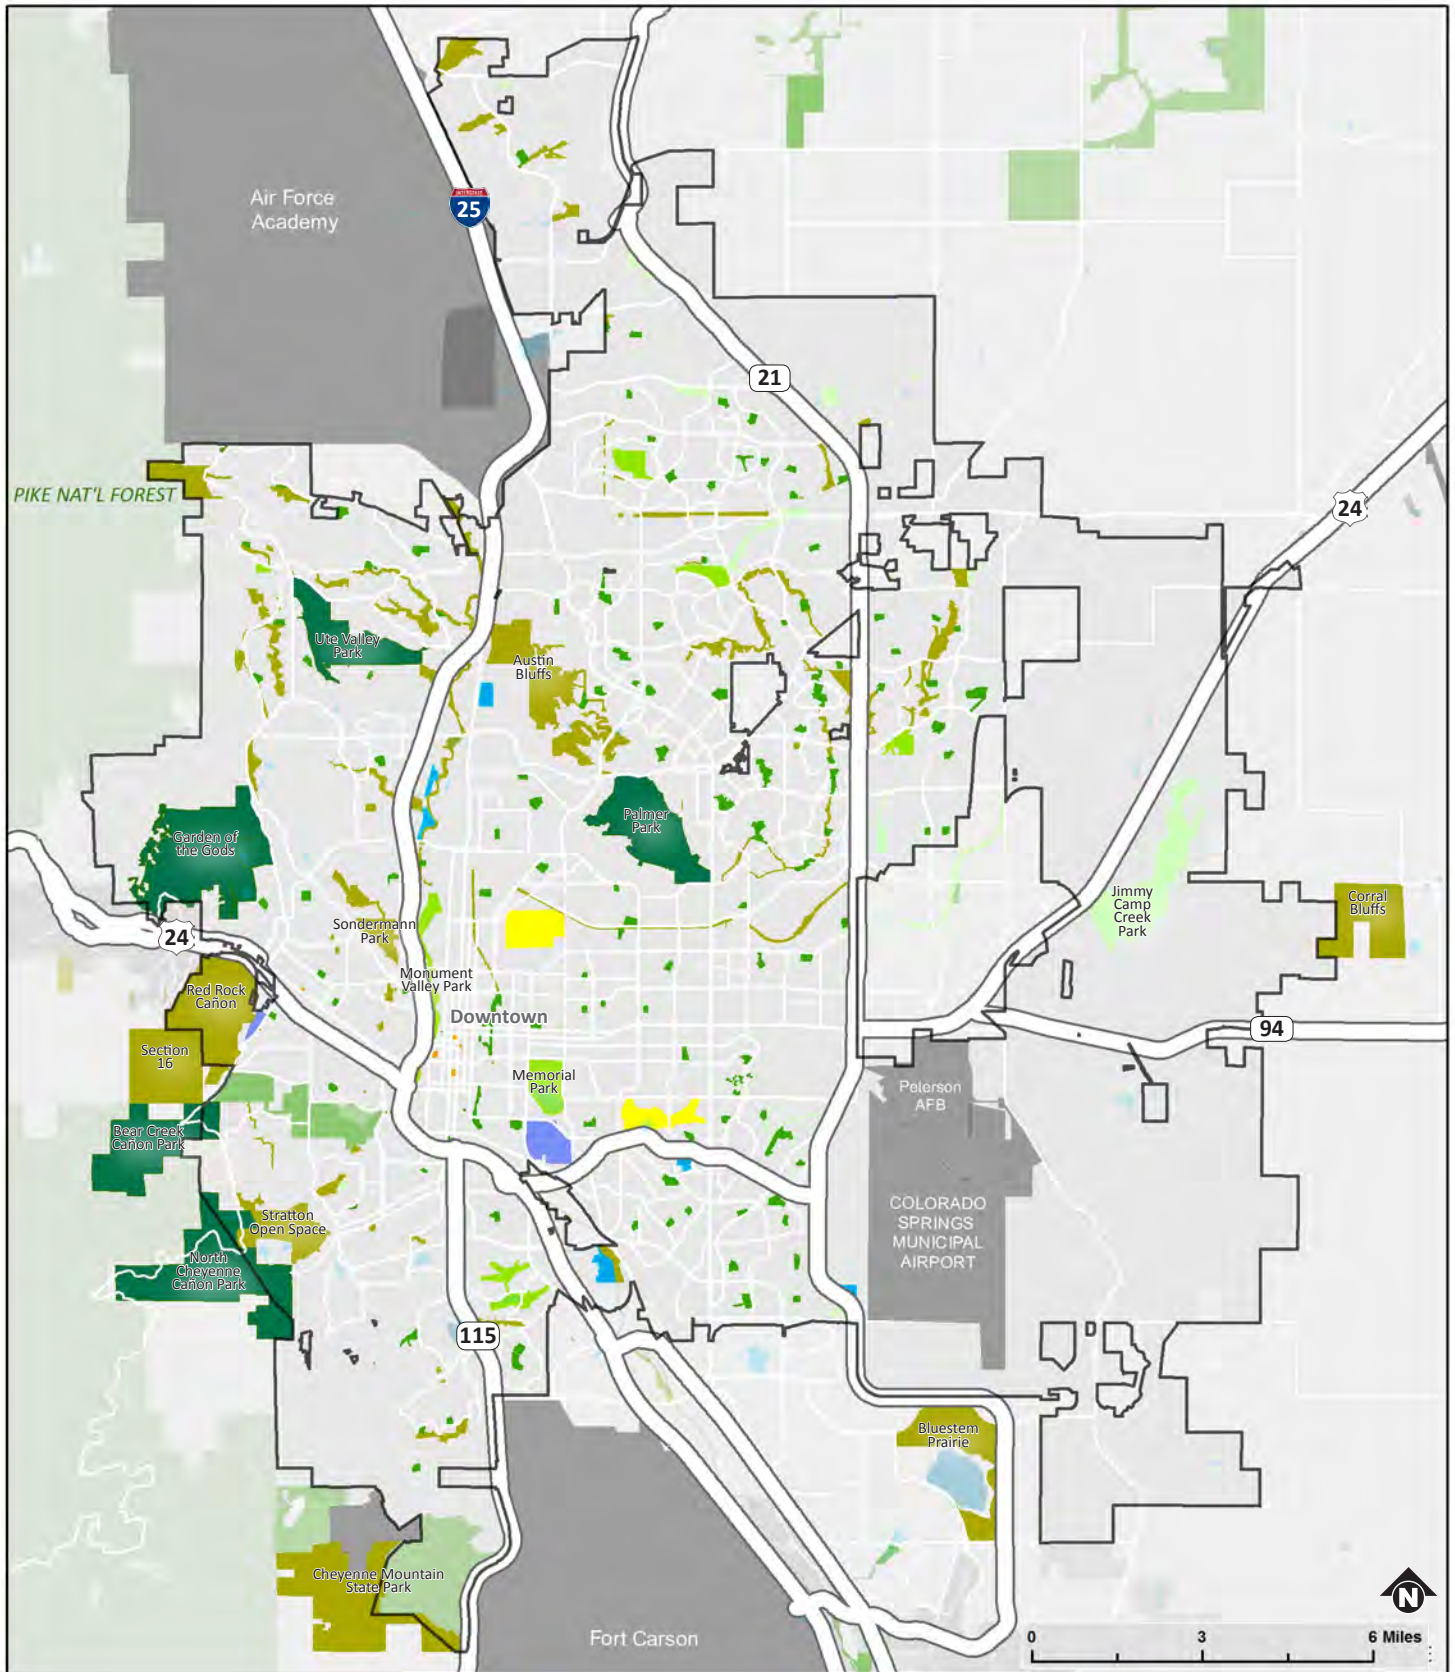 Air Force
Academy
INTERSTATE
25
21
PIKE NAT'L FOREST
24
Ute Valley
Park
Austin
Bluffs
Garden of
the Gods
Palmer
Park
Jimmy
Camp
Creek
Park
Corral
Bluffs
Sondermann
Park
24
Monument
Valley Park
Red Rock
Cañon
Downtown
94
Section
16
Memorial
Park
Peterson
AFB
Bear Creek
Cañon Park
COLORADO
SPRINGS
MUNICIPAL
AIRPORT
Stratton
Open Space
North
Cheyenne
Cañon Park
115
Bluestem
Prairie
Cheyenne Mountain
State Park
Fort Carson
N
0 3 6 Miles